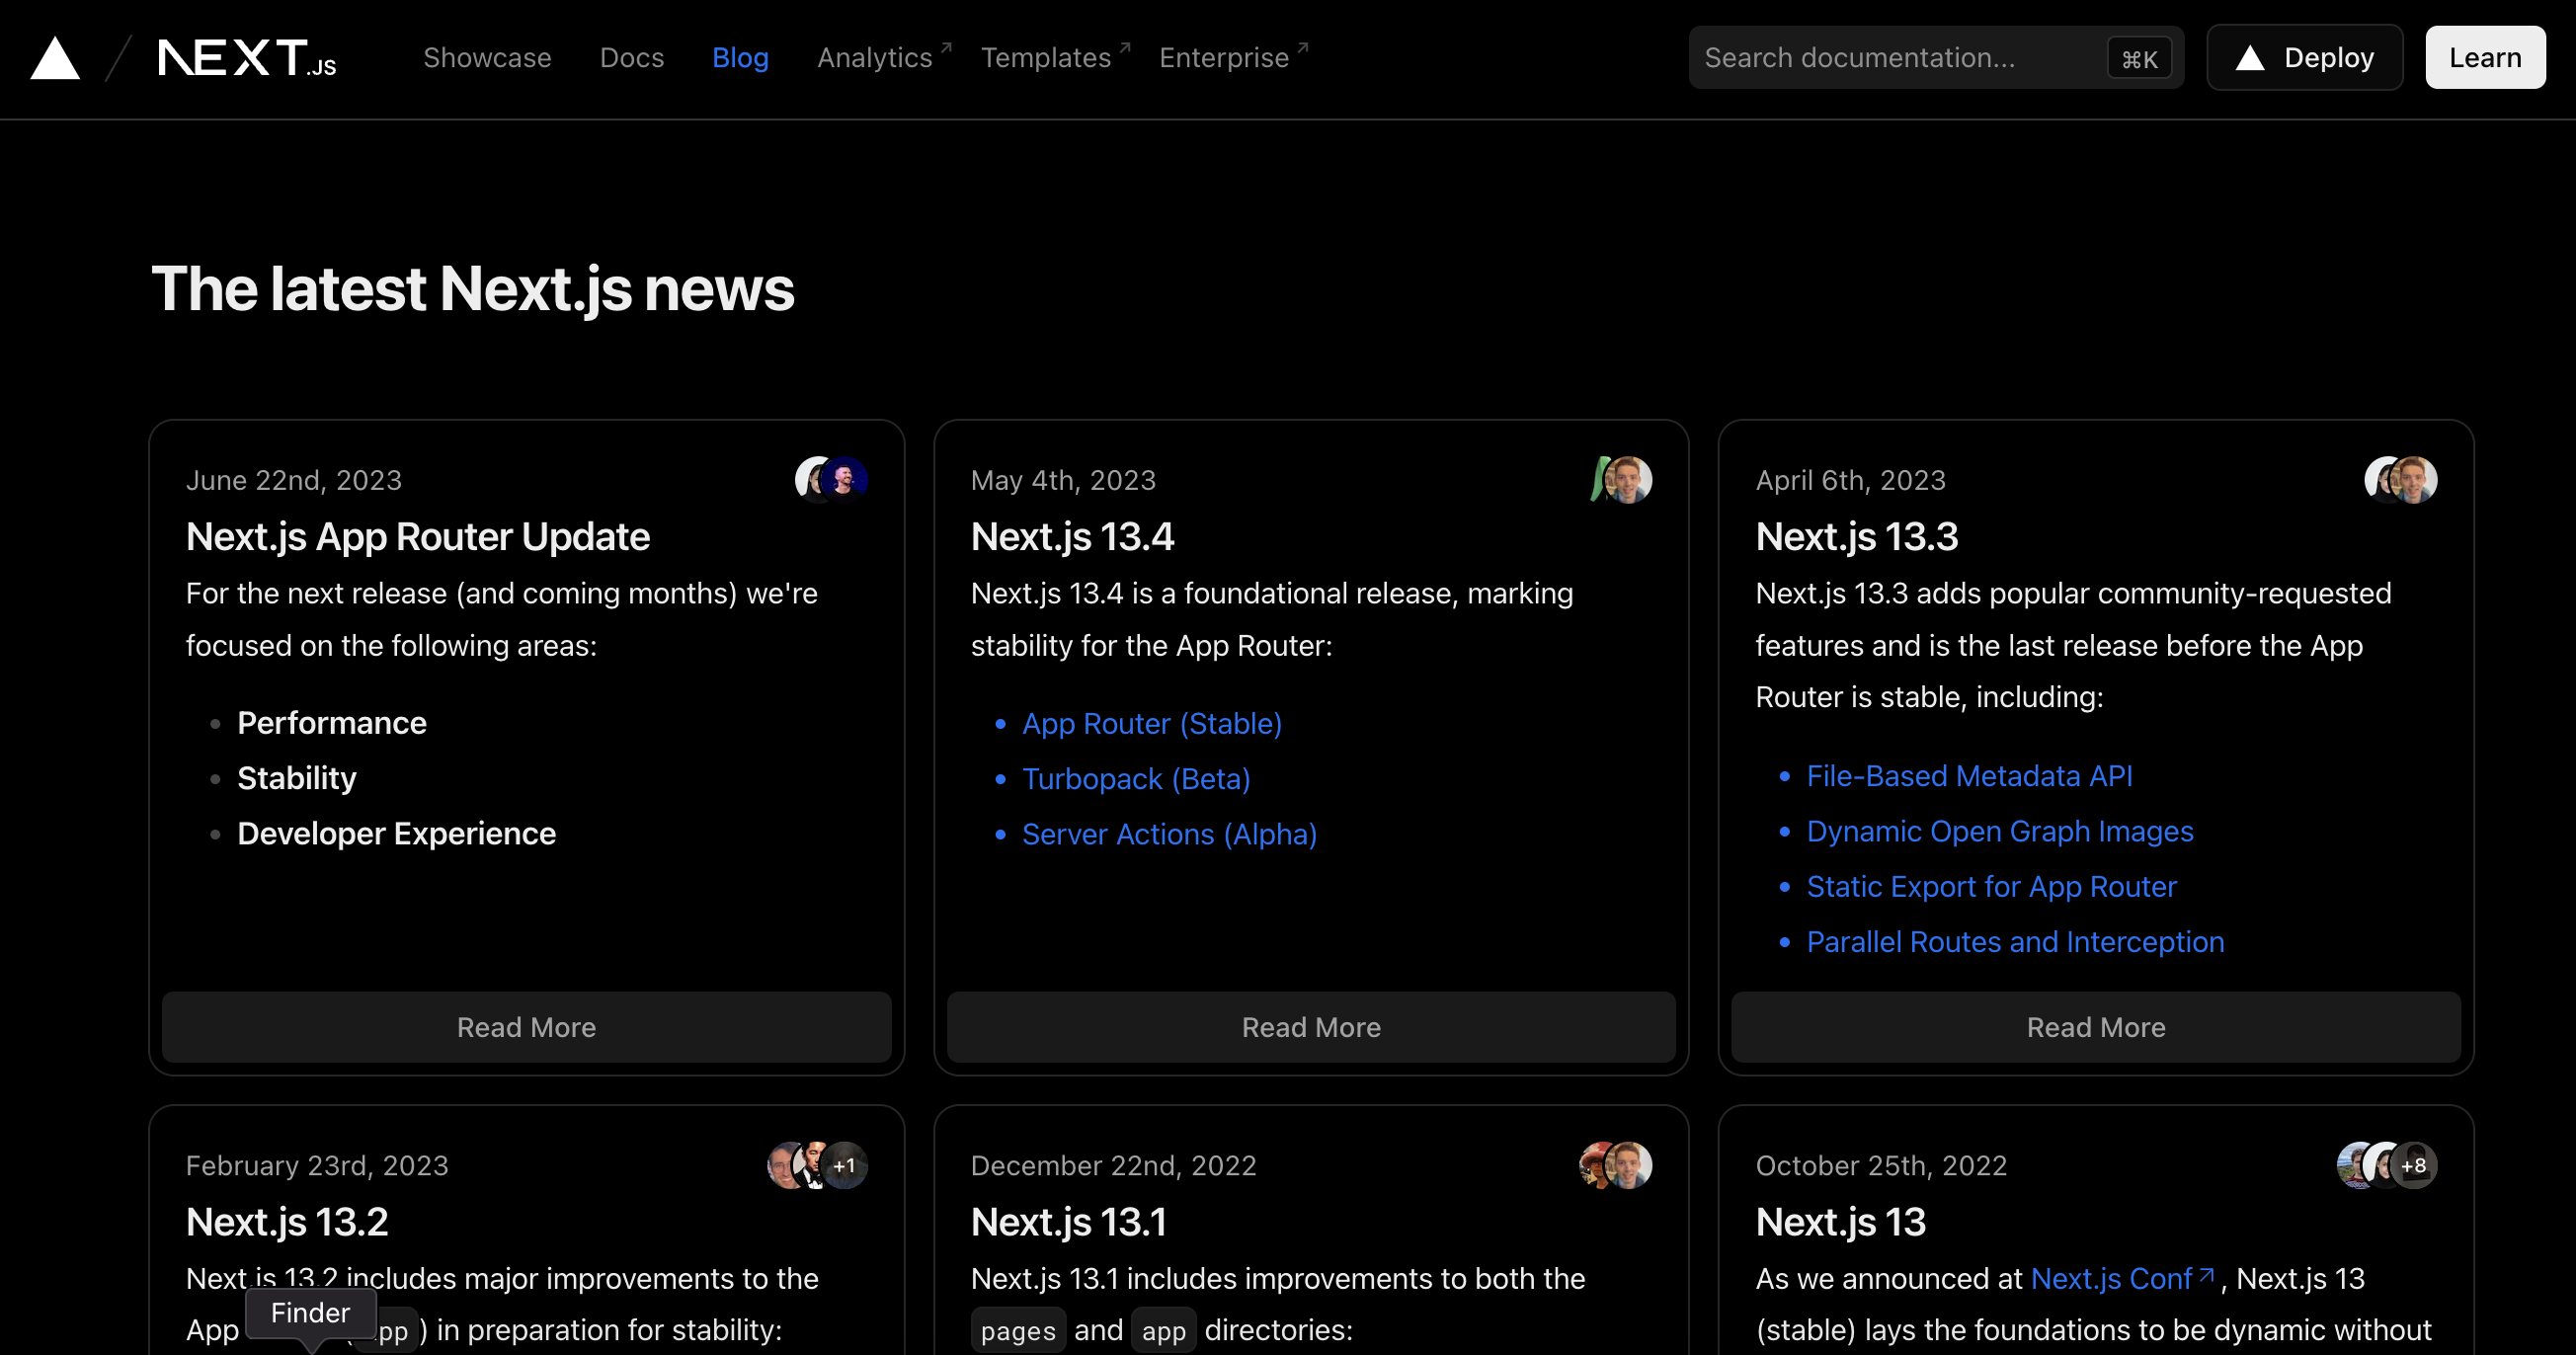 NEXT.JS
Showcase
Docs
Blog
Analytics
Templates
Enterprise
Search documentation...
⌘K
Deploy
Learn
The latest Next.js news
June 22nd, 2023
Next.js App Router Update
For the next release (and coming months) we're
focused on the following areas:
Performance
Stability
Developer Experience
Read More
May 4th, 2023
Next.js 13.4
Next.js 13.4 is a foundational release, marking
stability for the App Router:
App Router (Stable)
Turbopack (Beta)
Server Actions (Alpha)
Read More
April 6th, 2023
Next.js 13.3
Next.js 13.3 adds popular community-requested
features and is the last release before the App
Router is stable, including:
File-Based Metadata API
Dynamic Open Graph Images
Static Export for App Router
Parallel Routes and Interception
Read More
February 23rd, 2023
+1
Next.js 13.2
Next.js 13.2 includes major improvements to the
App ) in preparation for stability:
Finder
December 22nd, 2022
Next.js 13.1
Next.js 13.1 includes improvements to both the
pages and app directories:
October 25th, 2022
+8
Next.js 13
As we announced at Next.js Conf, Next.js 13
(stable) lays the foundations to be dynamic without